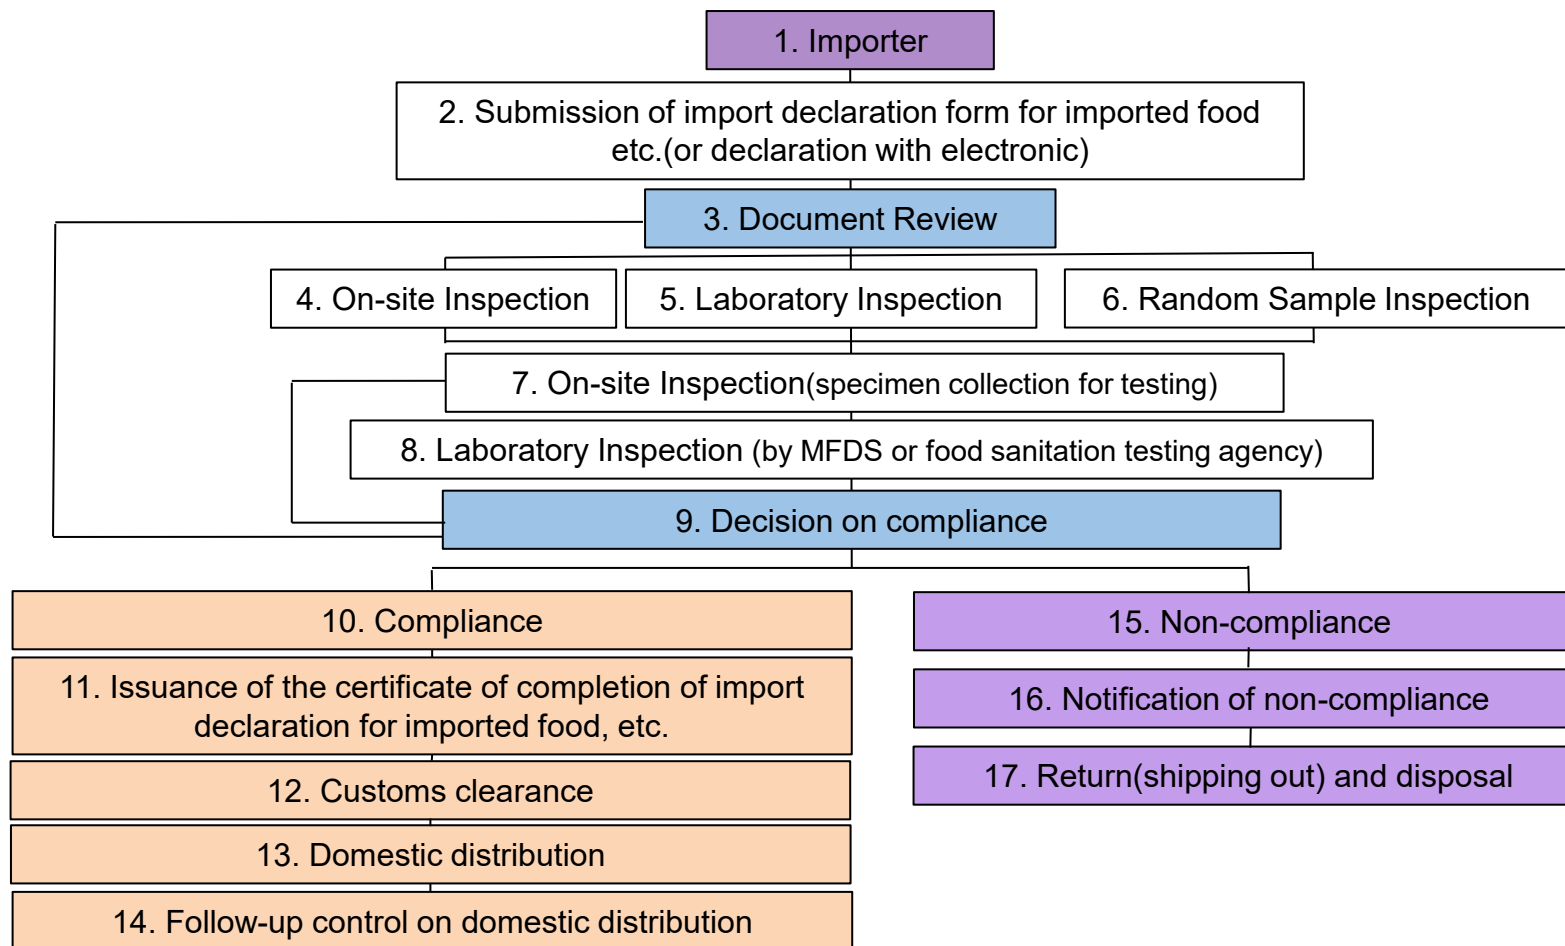 1. Importer
2. Submission of import declaration form for imported food
etc.(or declaration with electronic)
3. Document Review
4. On-site Inspection
5. Laboratory Inspection
6. Random Sample Inspection
7. On-site Inspection(specimen collection for testing)
8. Laboratory Inspection (by MFDS or food sanitation testing agency)
9. Decision on compliance
10. Compliance
11. Issuance of the certificate of completion of import
declaration for imported food, etc.
12. Customs clearance
13. Domestic distribution
14. Follow-up control on domestic distribution
15. Non-compliance
16. Notification of non-compliance
17. Return(shipping out) and disposal